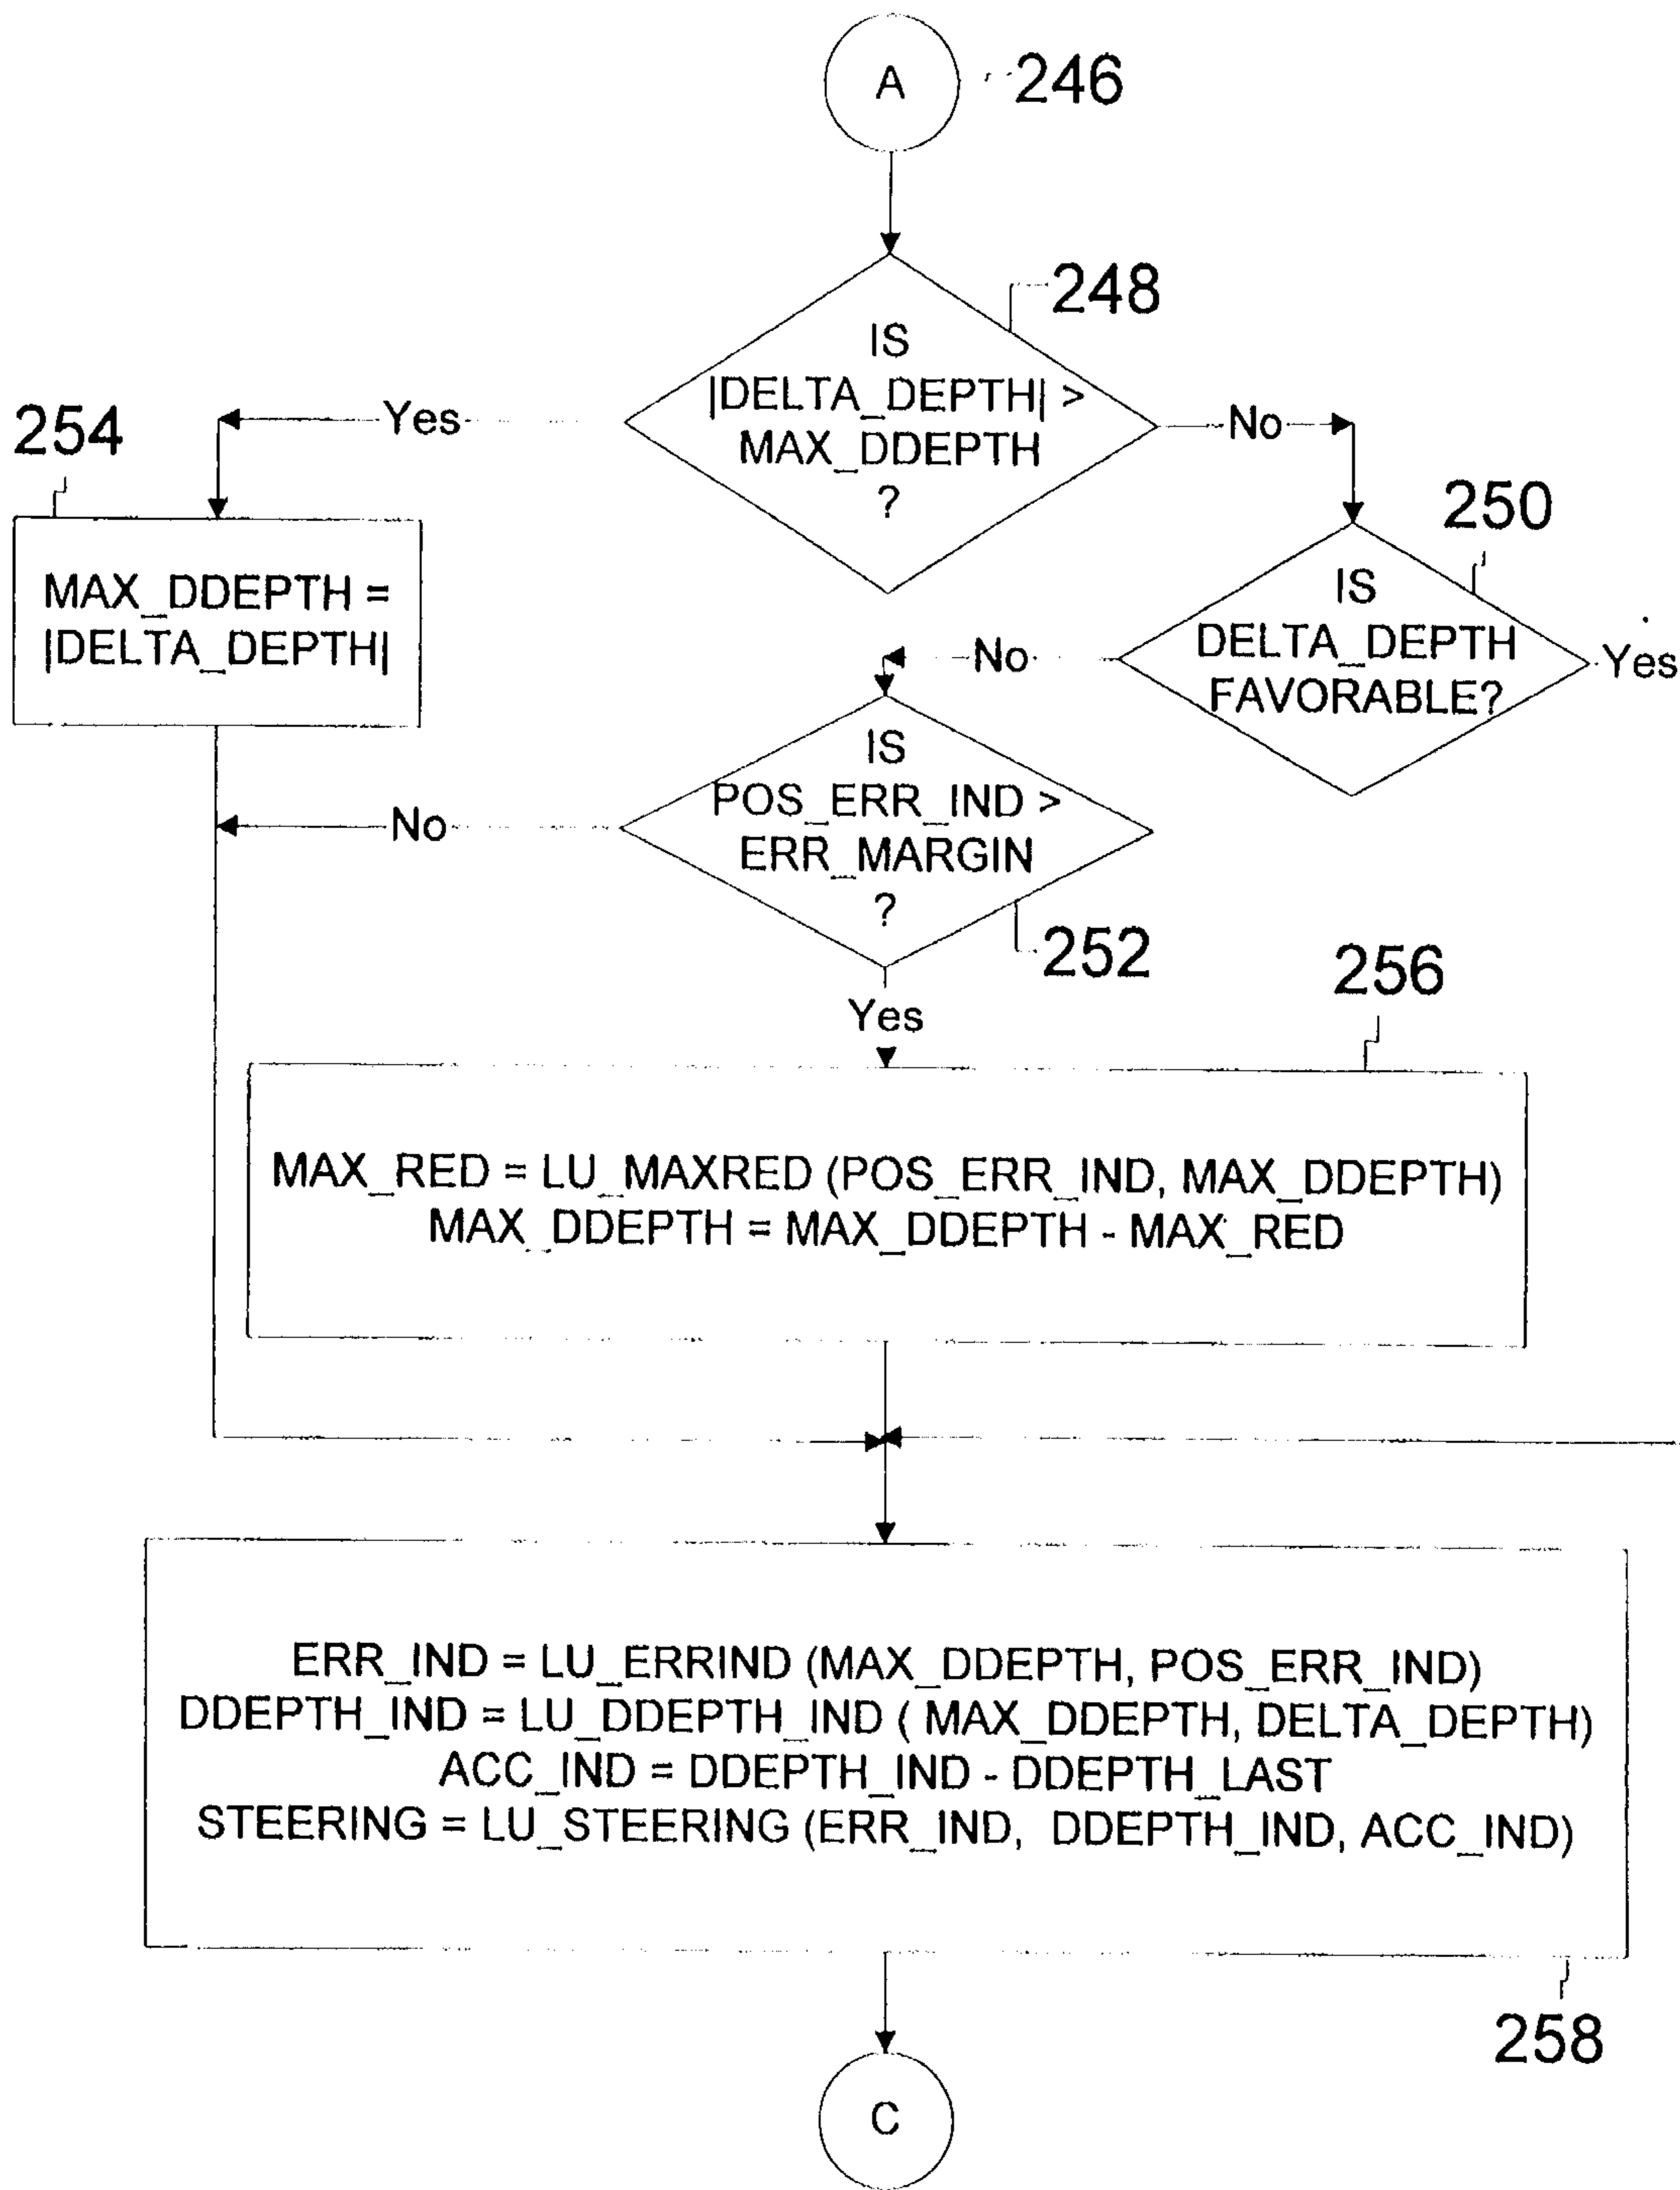 A
246
248
IS
|DELTA_DEPTH| >
MAX_DDEPTH
?
Yes
No
254
MAX_DDEPTH =
|DELTA_DEPTH|
250
IS
DELTA_DEPTH
FAVORABLE?
Yes
No
IS
POS_ERR_IND >
ERR_MARGIN
?
No
252
Yes
256
MAX_RED = LU_MAXRED (POS_ERR_IND, MAX_DDEPTH)
MAX_DDEPTH = MAX_DDEPTH - MAX_RED
ERR_IND = LU_ERRIND (MAX_DDEPTH, POS_ERR_IND)
DDEPTH_IND = LU_DDEPTH_IND ( MAX_DDEPTH, DELTA_DEPTH)
ACC_IND = DDEPTH_IND - DDEPTH_LAST
STEERING = LU_STEERING (ERR_IND, DDEPTH_IND, ACC_IND)
258
C